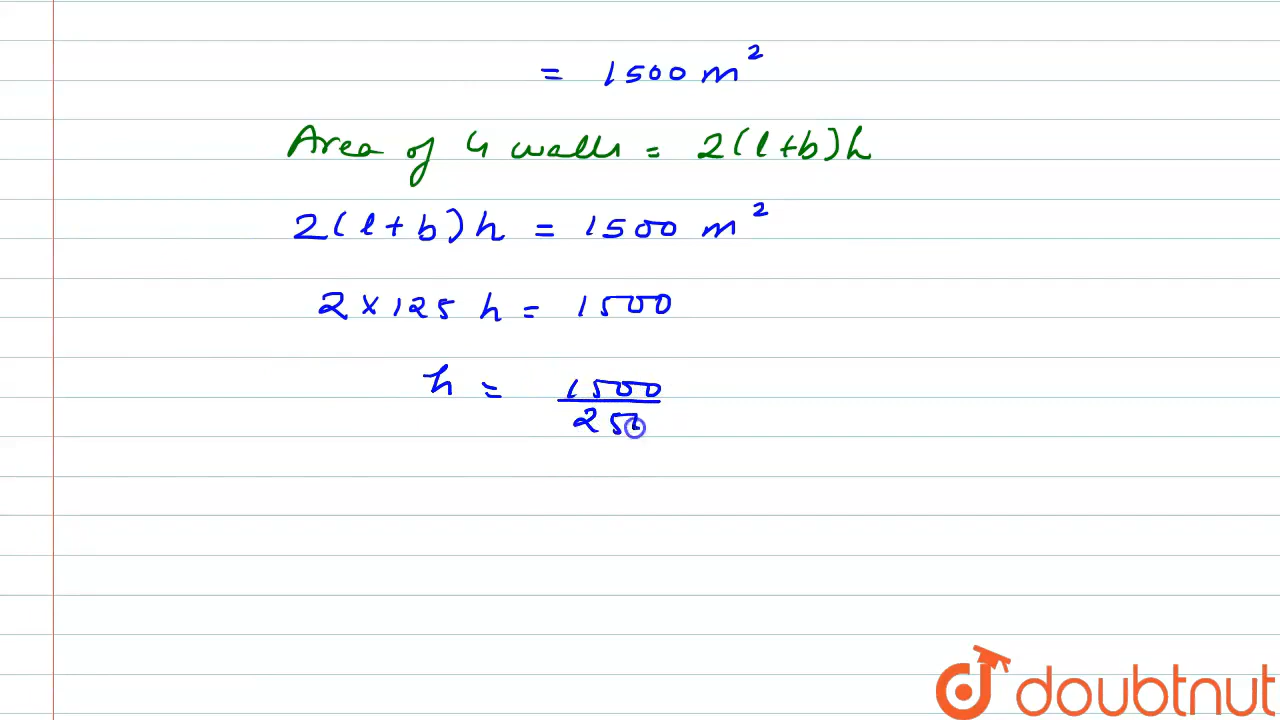 = 1500 m²
Area of 4 walls = 2(l+b)h
2(l+b)h = 1500 m²
2×125 h = 1500
h = 1500/250
doubtnut